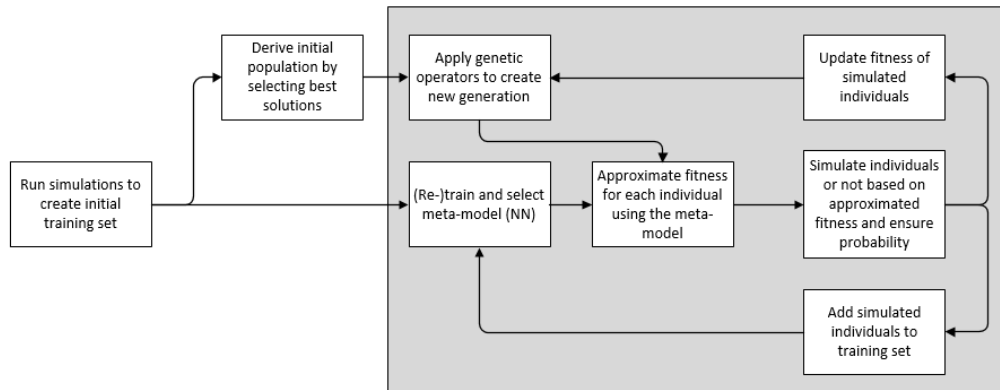 Derive initial
population by
selecting best
solutions
Apply genetic
operators to create
new generation
Update fitness of
simulated
individuals
Run simulations to
create initial
training set
(Re-)train and select
meta-model (NN)
Approximate fitness
for each individual
using the meta-
model
Simulate individuals
or not based on
approximated
fitness and ensure
probability
Add simulated
individuals to
training set